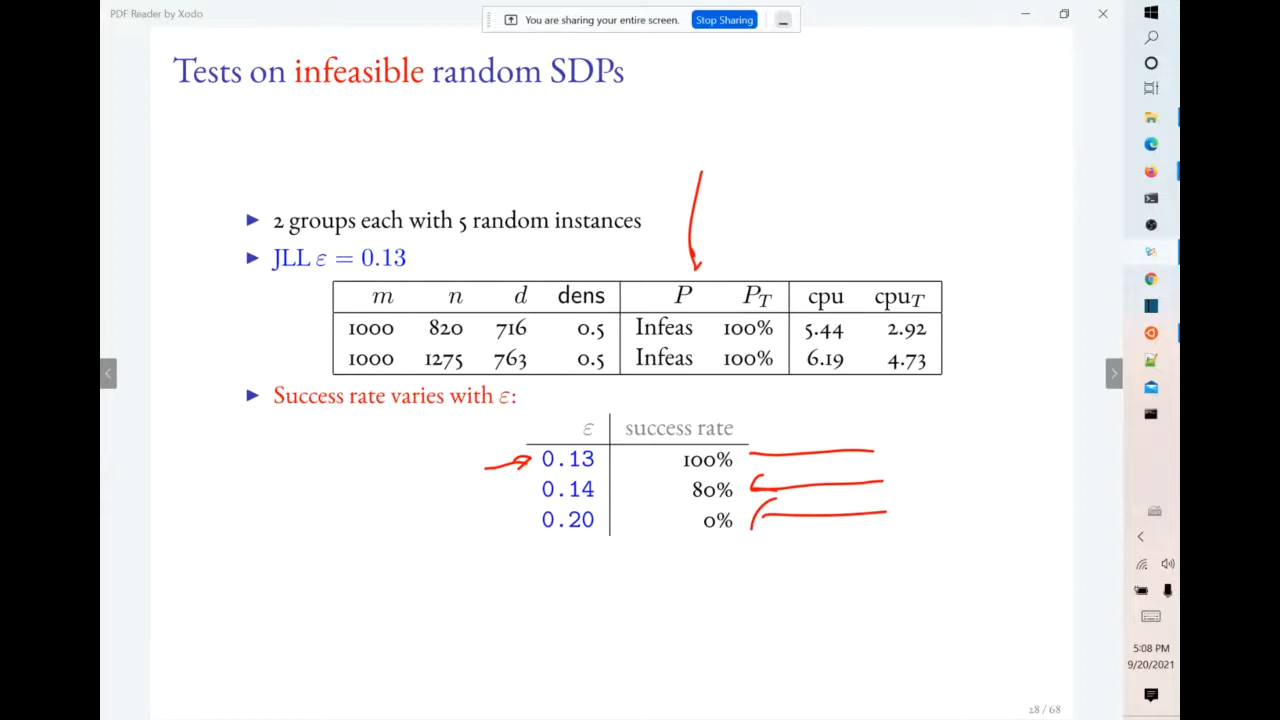 PDF Reader by Xodo
You are sharing your entire screen. Stop Sharing
Tests on infeasible random SDPs
2 groups each with 5 random instances
JLL ε = 0.13
m n d dens P P_T cpu cpu_T
1000 820 716 0.5 Infeas 100% 5.44 2.92
1000 1275 763 0.5 Infeas 100% 6.19 4.73
Success rate varies with ε:
ε success rate
0.13 100%
0.14 80%
0.20 0%
5:08 PM
9/20/2021
28 / 68